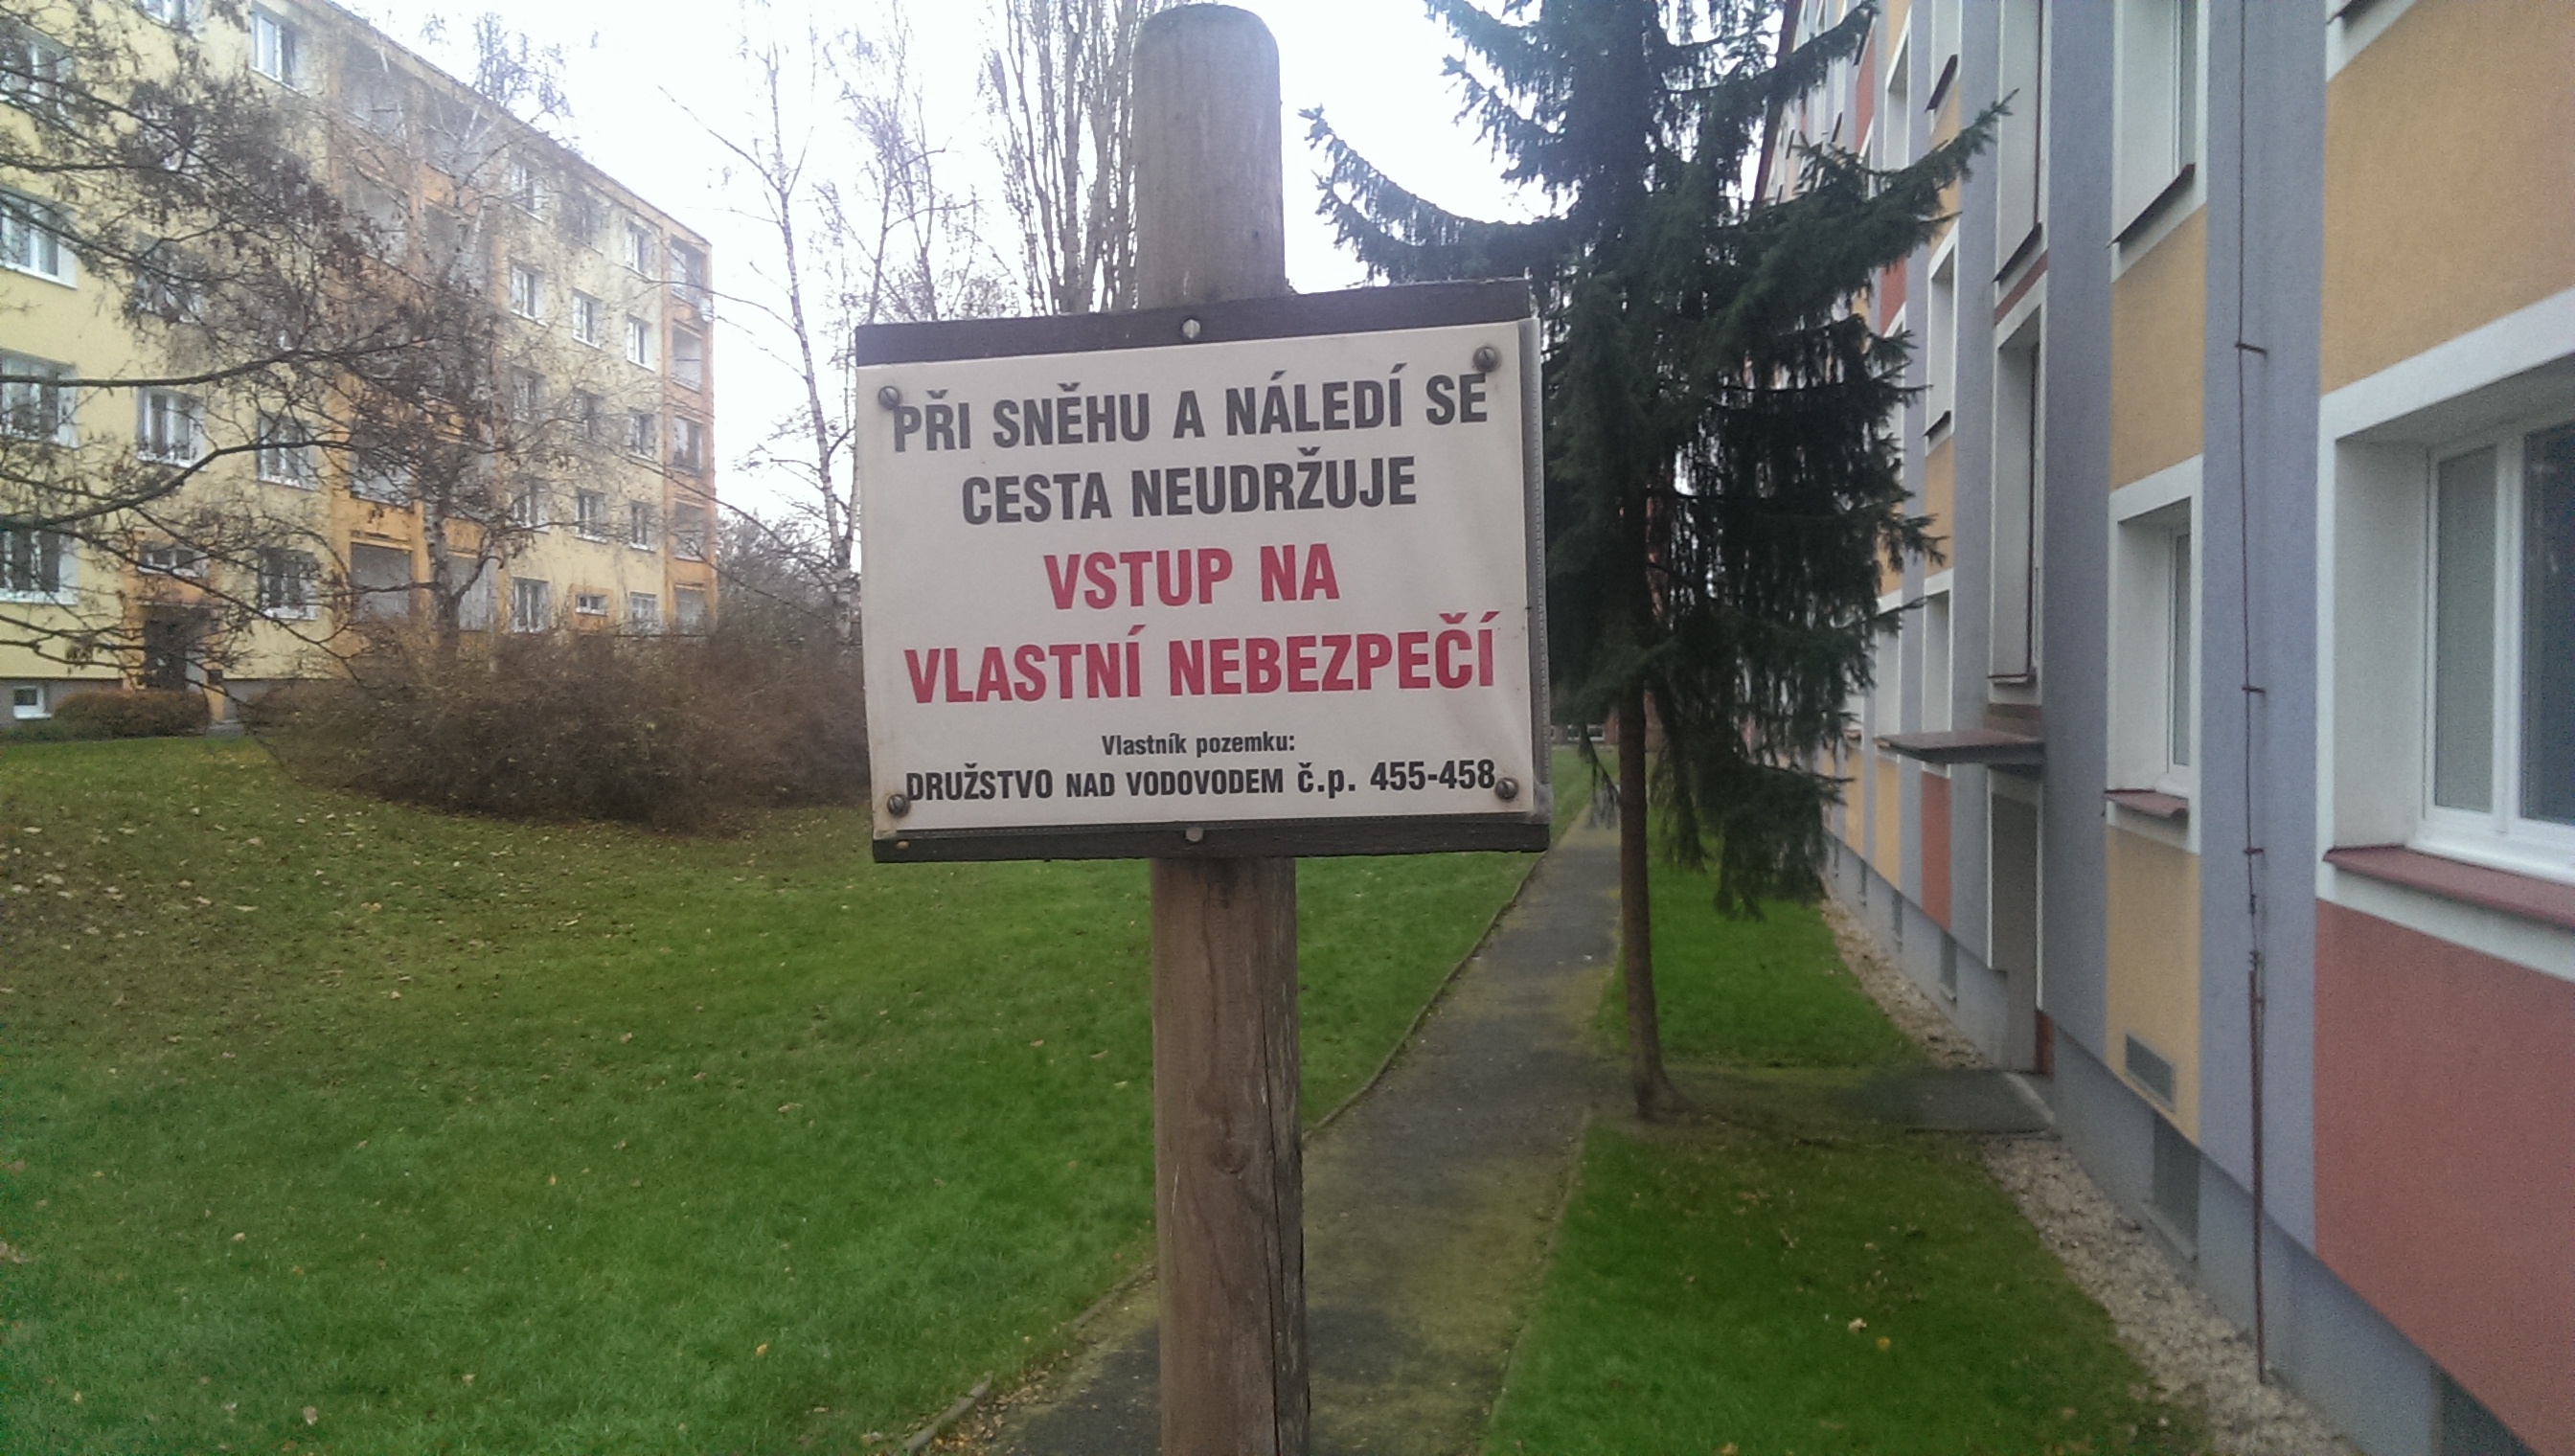 PŘI SNĚHU A NÁLEDÍ SE
CESTA NEUDRŽUJE
VSTUP NA
VLASTNÍ NEBEZPEČÍ
Vlastník pozemku:
DRUŽSTVO NAD VODOVODEM č.p. 455-458